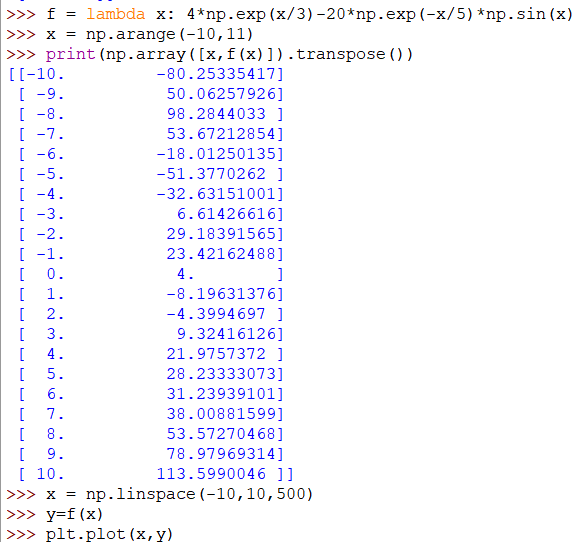 >>> f = lambda x: 4*np.exp(x/3)-20*np.exp(-x/5)*np.sin(x)
>>> x = np.arange(-10,11)
>>> print(np.array([x,f(x)]).transpose())
[[-10.         -80.25335417]
 [ -9.          50.06257926]
 [ -8.          98.2844033 ]
 [ -7.          53.67212854]
 [ -6.         -18.01250135]
 [ -5.         -51.3770262 ]
 [ -4.         -32.63151001]
 [ -3.           6.61426616]
 [ -2.          29.18391565]
 [ -1.          23.42162488]
 [  0.           4.        ]
 [  1.          -8.19631376]
 [  2.          -4.3994697 ]
 [  3.           9.32416126]
 [  4.          21.9757372 ]
 [  5.          28.23333073]
 [  6.          31.23939101]
 [  7.          38.00881599]
 [  8.          53.57270468]
 [  9.          78.97969314]
 [ 10.         113.5990046 ]]
>>> x = np.linspace(-10,10,500)
>>> y=f(x)
>>> plt.plot(x,y)